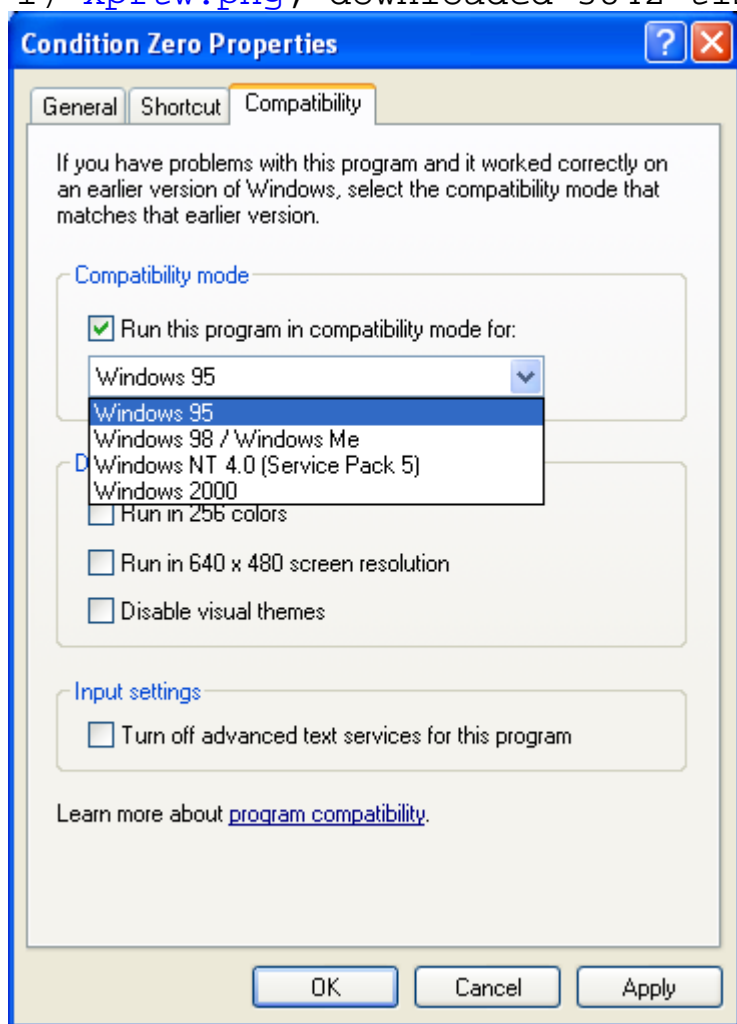 Condition Zero Properties
General Shortcut Compatibility
If you have problems with this program and it worked correctly on
an earlier version of Windows, select the compatibility mode that
matches that earlier version.
Compatibility mode
Run this program in compatibility mode for:
Windows 95
Windows 95
Windows 98 / Windows Me
Windows NT 4.0 (Service Pack 5)
Windows 2000
Run in 256 colors
Run in 640 x 480 screen resolution
Disable visual themes
Input settings
Turn off advanced text services for this program
Learn more about program compatibility.
OK Cancel Apply